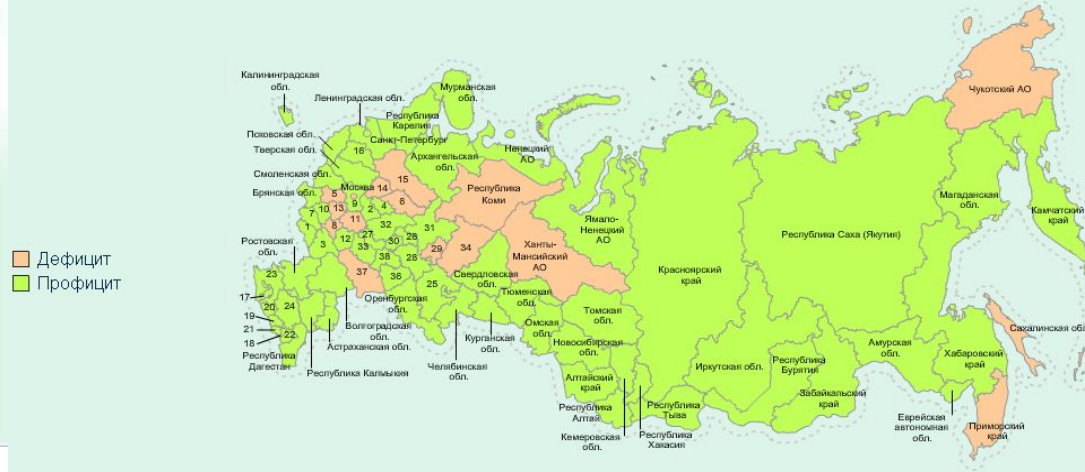 Дефицит
Профицит
Калининградская
обл.
Ленинградская обл.
Мурманская
обл.
Республика
Карелия
Псковская обл.
Санкт-Петербург
Тверская обл.
18
Архангельская
обл.
Ненецкий
АО
Смоленская обл.
15
Брянская обл.
Москва
14
5
6
Республика
Коми
7
10
13
9
2
4
1
8
11
32
31
3
12
27
33
30
26
28
29
34
38
37
36
25
Ростовская
обл.
23
17
20
24
19
21
18
22
Республика
Дагестан
Оренбургская
обл.
Волгоградская
обл.
Астраханская обл.
Республика Калмыкия
Свердловская
обл.
Тюменская
обл.
Курганская
обл.
Челябинская
обл.
Ханты-
Мансийский
АО
Ямало-
Ненецкий
АО
Омская
обл.
Томская
обл.
Новосибирская
обл.
Алтайский
край
Республика
Алтай
Кемеровская
обл.
Республика
Хакасия
Республика
Тыва
Красноярский
край
Иркутская обл.
Республика
Бурятия
Забайкальский
край
Республика Саха (Якутия)
Амурская
обл.
Еврейская
автономная
обл.
Хабаровский
край
Приморский
край
Сахалинская обл
Магаданская
обл.
Камчатский
край
Чукотский АО